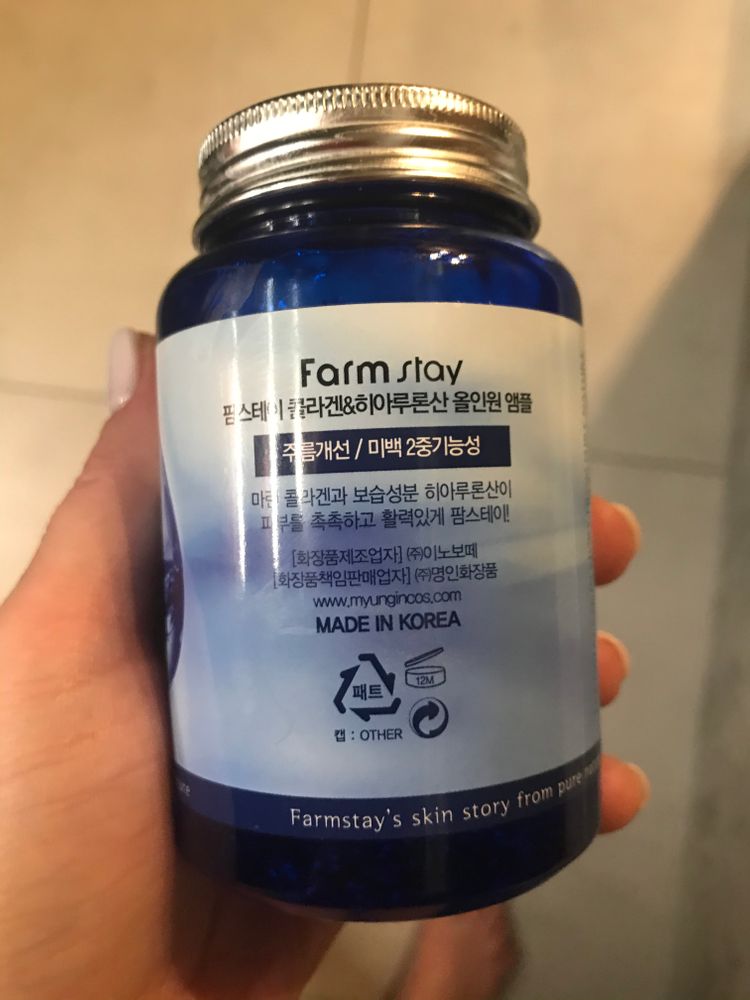 Farm stay
팜스테이 콜라겐&히아루론산 올인원 앰플
주름개선 / 미백 2중기능성
마른 콜라겐과 보습성분 히아루론산이
피부를 촉촉하고 활력있게 팜스테이!
[화장품제조업자] ㈜이노보떼
[화장품책임판매업자] ㈜명인화장품
www.myungincos.com
MADE IN KOREA
패트
12M
캡 : OTHER
Farmstay's skin story from pure